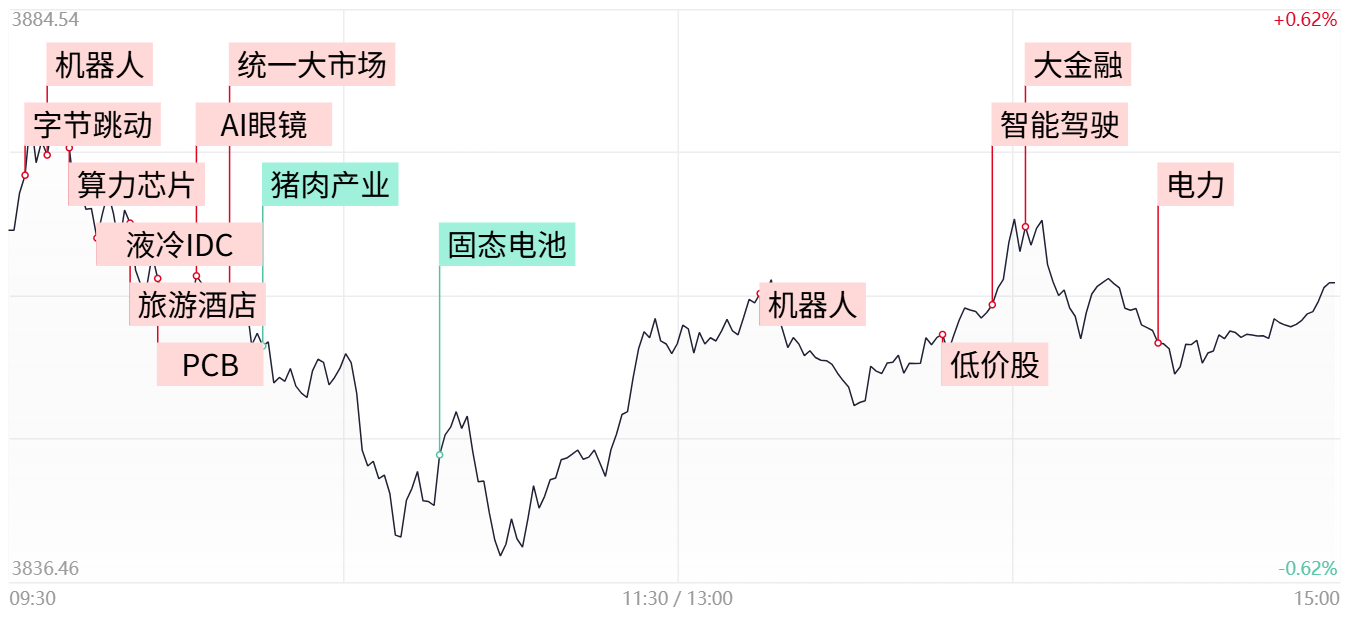 3884.54
+0.62%
机器人
统一大市场
大金融
字节跳动
AI眼镜
智能驾驶
算力芯片
猪肉产业
电力
液冷IDC
固态电池
旅游酒店
机器人
PCB
低价股
3836.46
-0.62%
09:30
11:30 / 13:00
15:00